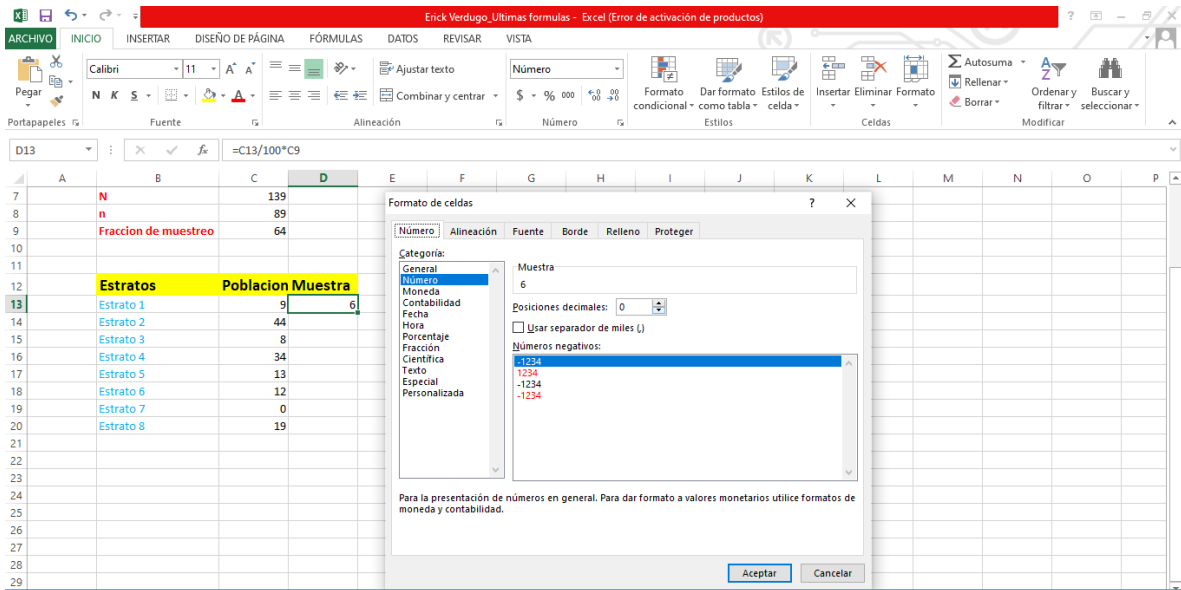 Erick Verdugo_Ultimas formulas - Excel (Error de activación de productos)
ARCHIVO INICIO INSERTAR DISEÑO DE PÁGINA FÓRMULAS DATOS REVISAR VISTA
Calibri 11 Ajustar texto Número Autosuma
Pegar Rellenar
N K S Combinar y centrar $ % 000 Formato condicional Dar formato como tabla Estilos de celda Insertar Eliminar Formato Borrar Ordenar y filtrar Buscar y seleccionar
Portapapeles Fuente Alineación Número Estilos Celdas Modificar
D13 fx =C13/100*C9
A B C D E F G H I J K L M N O P
7 N 139
8 n 89
9 Fraccion de muestreo 64
10
11
12 Estratos Poblacion Muestra
13 Estrato 1 9 6
14 Estrato 2 44
15 Estrato 3 8
16 Estrato 4 34
17 Estrato 5 13
18 Estrato 6 12
19 Estrato 7 0
20 Estrato 8 19
21
22
23
24
25
26
27
28
29
Formato de celdas ?
Número Alineación Fuente Borde Relleno Proteger
Categoría:
General
Número
Moneda
Contabilidad
Fecha
Hora
Porcentaje
Fracción
Científica
Texto
Especial
Personalizada
Muestra
6
Posiciones decimales: 0
Usar separador de miles (,)
Números negativos:
-1234
1234
-1234
-1234
Para la presentación de números en general. Para dar formato a valores monetarios utilice formatos de
moneda y contabilidad.
Aceptar Cancelar